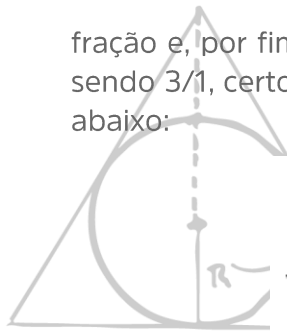 fração e, por fin
sendo 3/1, certo
abaixo:
R